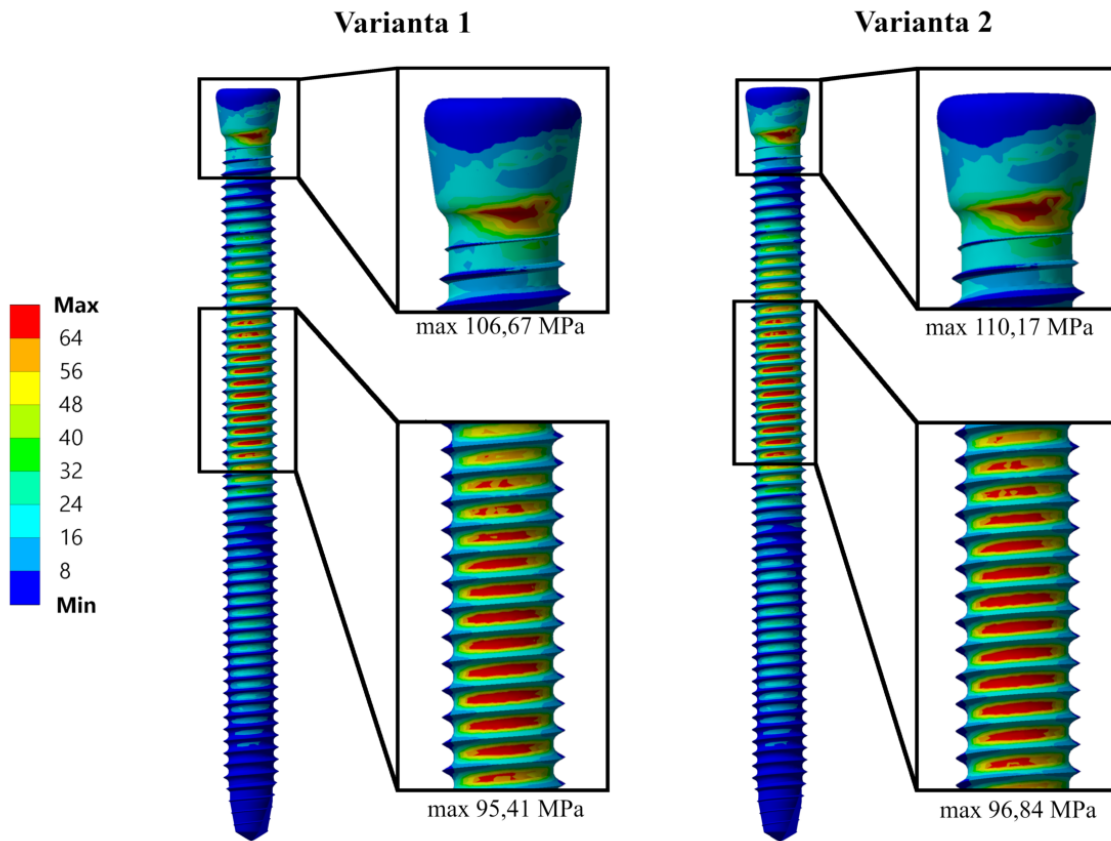 Varianta 1
Varianta 2
Max
64
56
48
40
32
24
16
8
Min
max 106,67 MPa
max 110,17 MPa
max 95,41 MPa
max 96,84 MPa